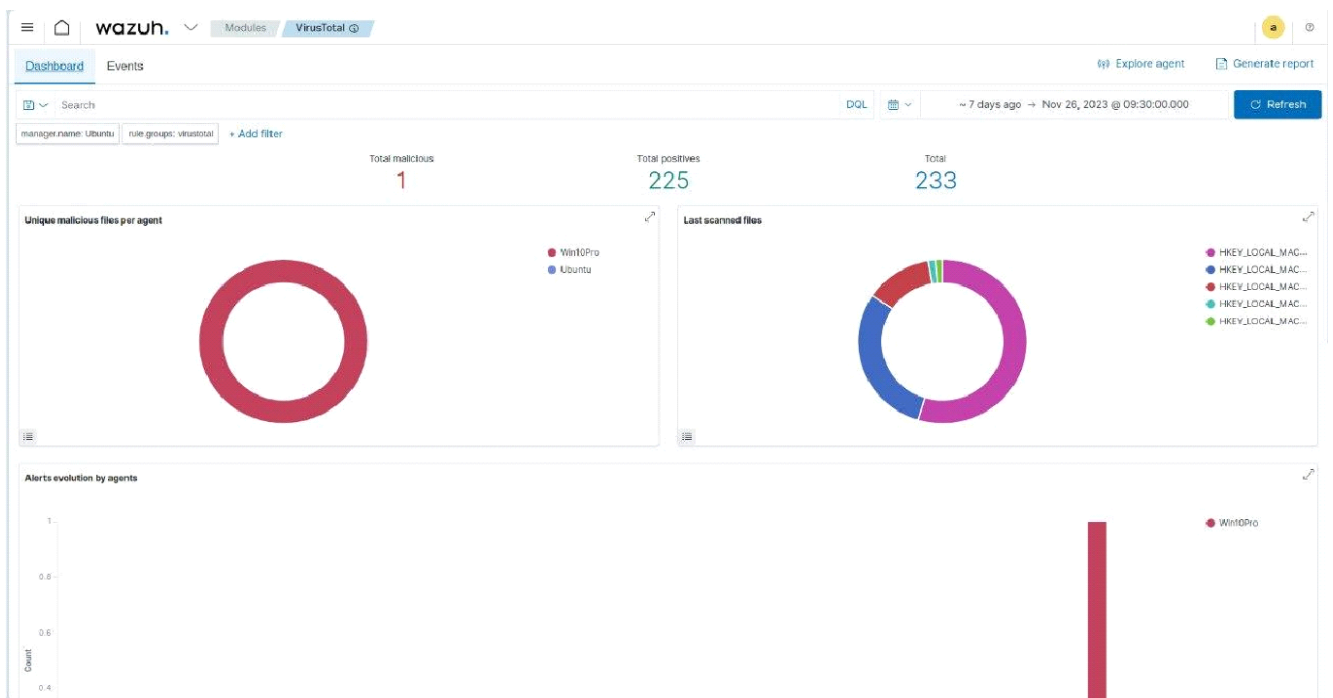 wazuh. Modules VirusTotal a
Dashboard Events Explore agent Generate report
Search DQL ~ 7 days ago → Nov 26, 2023 @ 09:30:00.000 Refresh
manager.name: Ubuntu rule.groups: virustotal + Add filter
Total malicious Total positives Total
1 225 233
Unique malicious files per agent
Win10Pro
Ubuntu
Last scanned files
HKEY_LOCAL_MAC...
HKEY_LOCAL_MAC...
HKEY_LOCAL_MAC...
HKEY_LOCAL_MAC...
HKEY_LOCAL_MAC...
Alerts evolution by agents
1
0.8
0.6
0.4
Count
Win10Pro